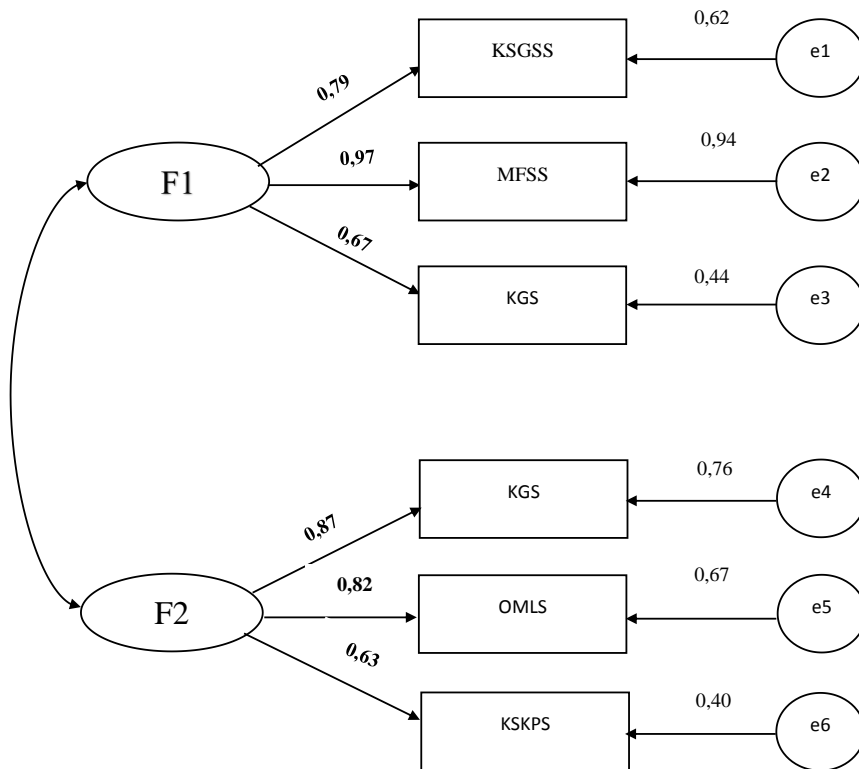 KSGSS
0,62
e1
0,79
F1
0,97
MFSS
0,94
e2
0,67
KGS
0,44
e3
KGS
0,76
e4
0,87
F2
0,82
OMLS
0,67
e5
0,63
KSKPS
0,40
e6